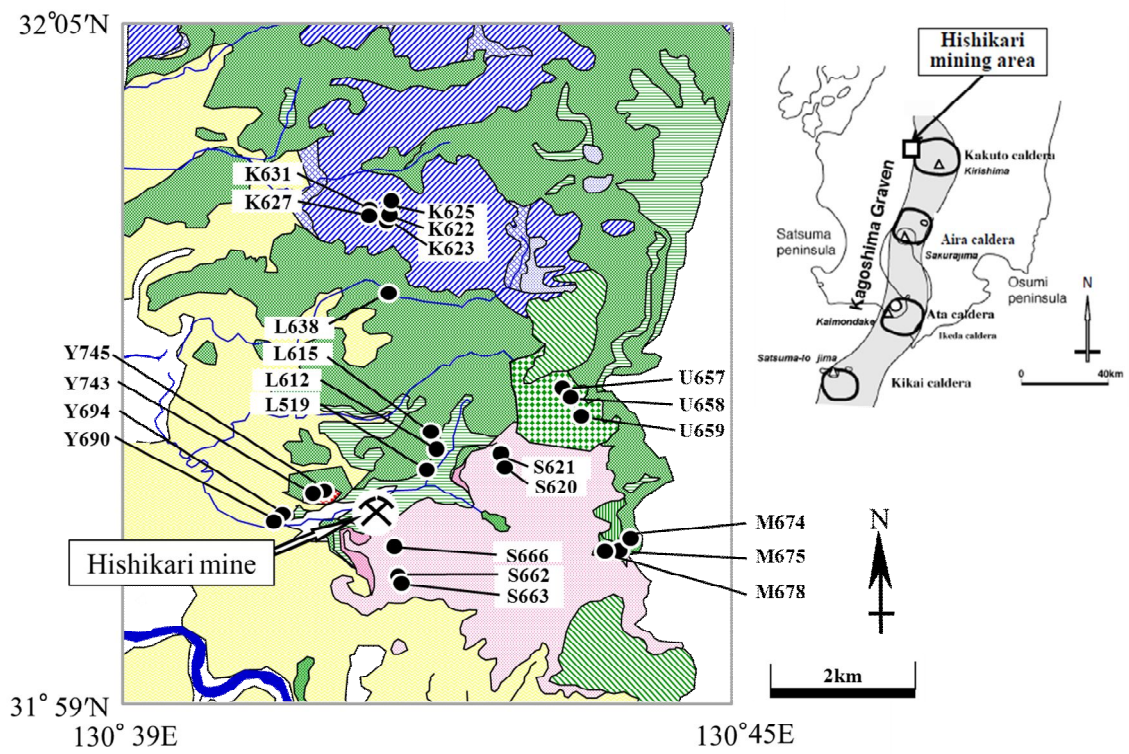 32°05′N
K631
K627
K625
K622
K623
L638
L615
L612
L519
Y745
Y743
Y694
Y690
U657
U658
U659
S621
S620
M674
M675
M678
S666
S662
S663
Hishikari mine
31°59′N
130°39E
130°45E
N
2km
Hishikari
mining area
Kakuto caldera
Kirishima
Kagoshima Graven
Satsuma
peninsula
Aira caldera
Sakurajima
Osumi
peninsula
Kaimondake
Ata caldera
Ikeda caldera
Satsuma-Io jima
Kikai caldera
N
0
40km